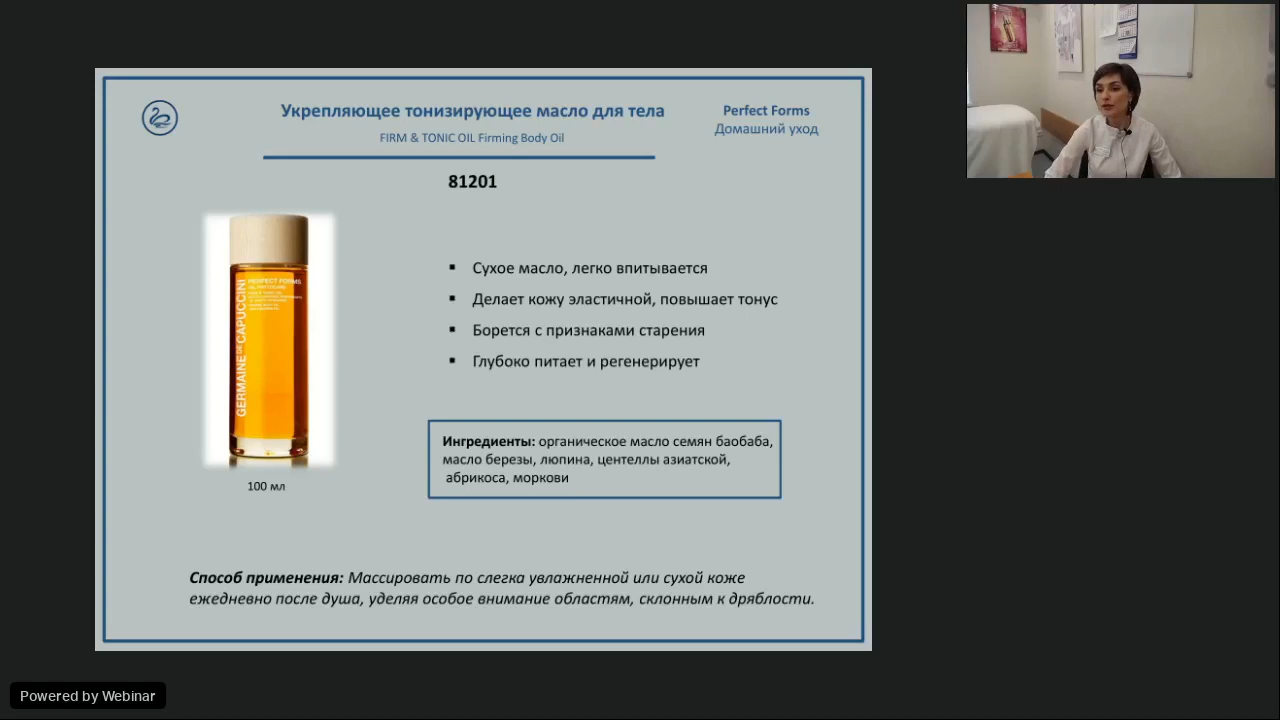 Укрепляющее тонизирующее масло для тела
FIRM & TONIC OIL Firming Body Oil
Perfect Forms
Домашний уход
81201
GERMAINE DE CAPUCCINI
PERFECT FORMS
▪ Сухое масло, легко впитывается
▪ Делает кожу эластичной, повышает тонус
▪ Борется с признаками старения
▪ Глубоко питает и регенерирует
100 мл
Ингредиенты: органическое масло семян баобаба,
масло березы, люпина, центеллы азиатской,
абрикоса, моркови
Способ применения: Массировать по слегка увлажненной или сухой коже
ежедневно после душа, уделяя особое внимание областям, склонным к дряблости.
Powered by Webinar